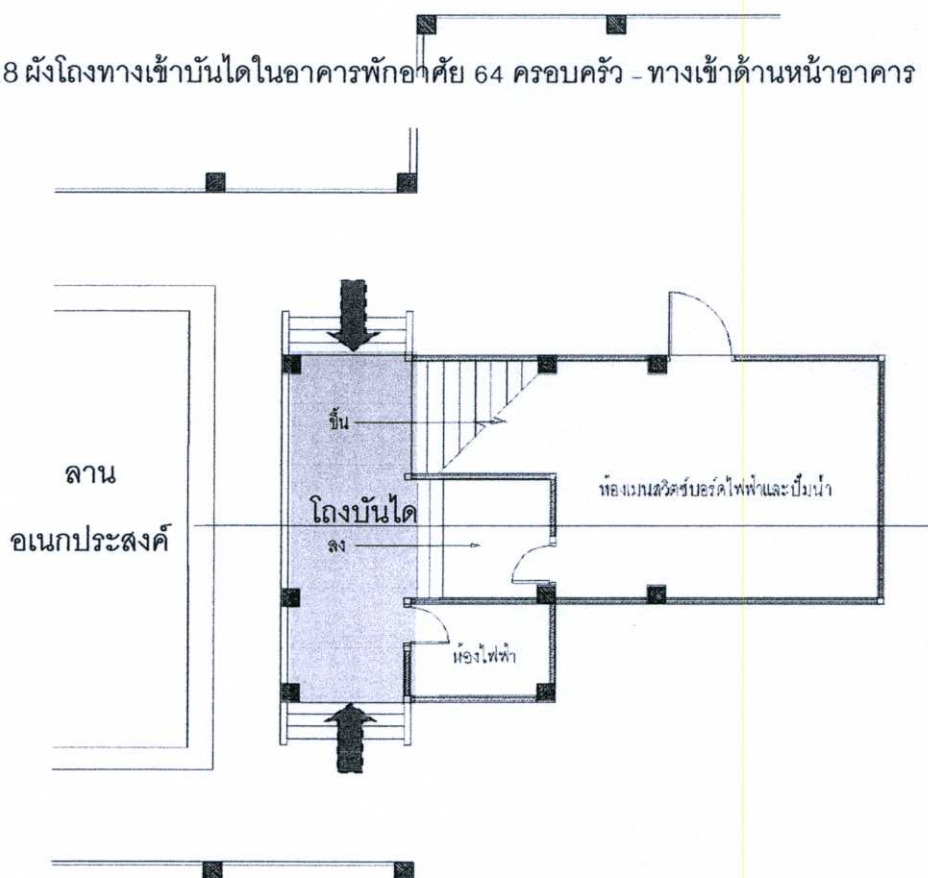 .8 ผังโถงทางเข้าบันไดในอาคารพักอาศัย 64 ครอบครัว - ทางเข้าด้านหน้าอาคาร
ขึ้น
ลาน
อเนกประสงค์
ห้องเมนสวิตซ์บอร์ดไฟฟ้าและปั๊มน้ำ
โถงบันได
ลง
ห้องไฟฟ้า